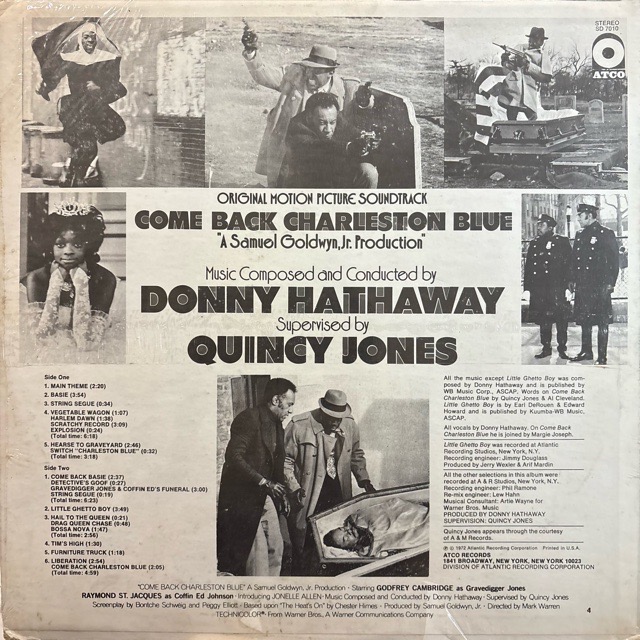 STEREO
SD 7010
ATCO
ORIGINAL MOTION PICTURE SOUNDTRACK
COME BACK CHARLESTON BLUE
"A Samuel Goldwyn, Jr. Production"
Music Composed and Conducted by
DONNY HATHAWAY
Supervised by
QUINCY JONES
Side One
1. MAIN THEME (2:20)
2. BASIE (3:54)
3. STRING SEGUE (0:34)
4. VEGETABLE WAGON (1:07)
HARLEM DAWN (1:38)
SCRATCHY RECORD (3:09)
EXPLOSION (0:24)
(Total time: 6:18)
5. HEARSE TO GRAVEYARD (2:46)
SWITCH "CHARLESTON BLUE" (0:32)
(Total time: 3:18)
Side Two
1. COME BACK BASIE (2:37)
DETECTIVE'S GOOF (0:27)
GRAVEDIGGER JONES & COFFIN ED'S FUNERAL (3:00)
STRING SEGUE (0:19)
(Total time: 6:23)
2. LITTLE GHETTO BOY (3:49)
3. HAIL TO THE QUEEN (0:21)
DRAG QUEEN CHASE (0:48)
BOSSA NOVA (1:47)
(Total time: 2:56)
4. TIM'S HIGH (1:30)
5. FURNITURE TRUCK (1:18)
6. LIBERATION (2:54)
COME BACK CHARLESTON BLUE (2:05)
(Total time: 4:59)
All the music except Little Ghetto Boy was com-
posed by Donny Hathaway and is published by
WB Music Corp., ASCAP. Words on Come Back
Charleston Blue by Quincy Jones & Al Cleveland.
Little Ghetto Boy is by Earl DeRouen & Edward
Howard and is published by Kuumba-WB Music,
ASCAP.
All vocals by Donny Hathaway. On Come Back
Charleston Blue he is joined by Margie Joseph.
Little Ghetto Boy was recorded at Atlantic
Recording Studios, New York, N.Y.
Recording engineer: Jimmy Douglass
Produced by Jerry Wexler & Arif Mardin
All the other selections in this album were
recorded at A & R Studios, New York, N.Y.
Recording engineer: Phil Ramone
Re-mix engineer: Lew Hahn
Musical Consultant: Artie Wayne for
Warner Bros. Music
PRODUCED BY DONNY HATHAWAY
SUPERVISION: QUINCY JONES
Quincy Jones appears through the courtesy
of A & M Records.
℗ © 1972 Atlantic Recording Corporation Printed in U.S.A.
ATCO RECORDS
1841 BROADWAY, NEW YORK, NEW YORK 10023
DIVISION OF ATLANTIC RECORDING CORPORATION
"COME BACK CHARLESTON BLUE" A Samuel Goldwyn, Jr. Production • Starring GODFREY CAMBRIDGE as Gravedigger Jones
RAYMOND ST. JACQUES as Coffin Ed Johnson • Introducing JONELLE ALLEN • Music Composed and Conducted by Donny Hathaway • Supervised by Quincy Jones
Screenplay by Bontche Schweig and Peggy Elliott • Based upon "The Heat's On" by Chester Himes • Produced by Samuel Goldwyn, Jr. • Directed by Mark Warren
TECHNICOLOR® From Warner Bros. A Warner Communications Company
4